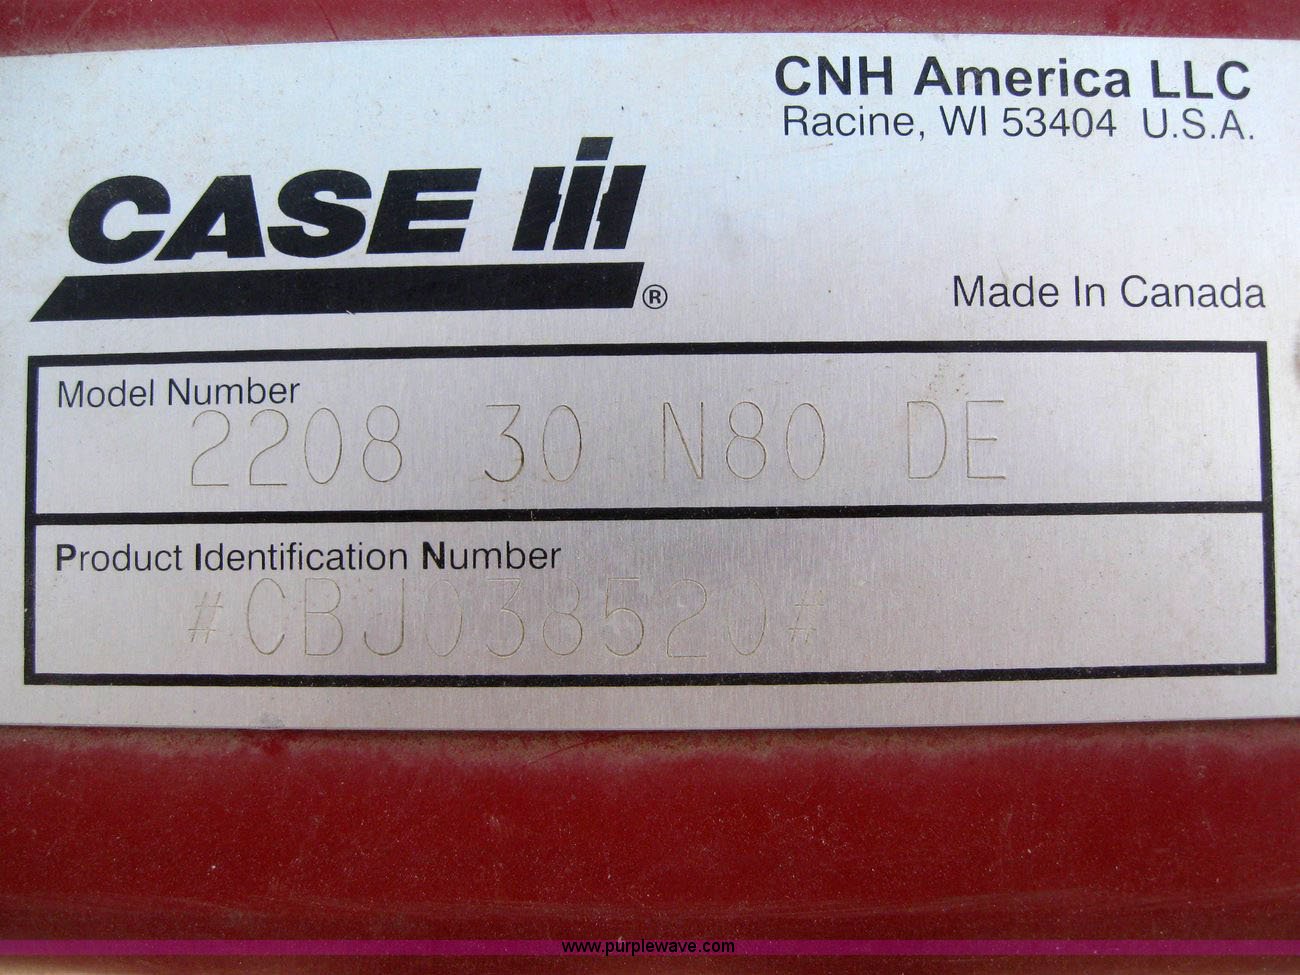 CNH America LLC
Racine, WI 53404 U.S.A.
CASE IH ®
Made In Canada
Model Number
2208 30 N80 DE
Product Identification Number
#CBJ038520#
www.purplewave.com